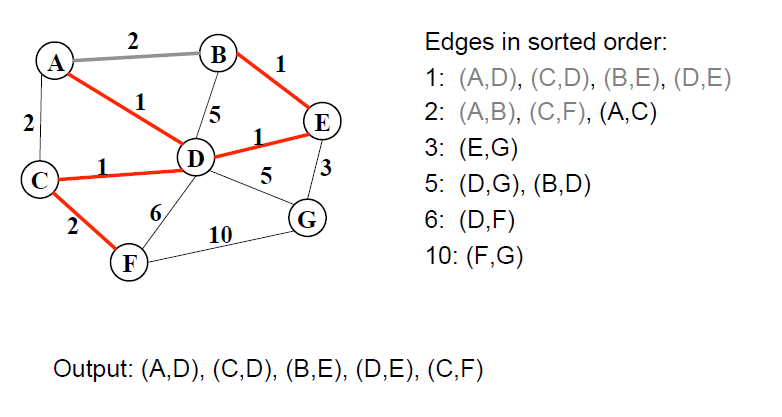 2
A
B
1
1
5
2
E
1
D
1
3
C
5
6
2
G
10
F
Edges in sorted order:
1: (A,D), (C,D), (B,E), (D,E)
2: (A,B), (C,F), (A,C)
3: (E,G)
5: (D,G), (B,D)
6: (D,F)
10: (F,G)
Output: (A,D), (C,D), (B,E), (D,E), (C,F)